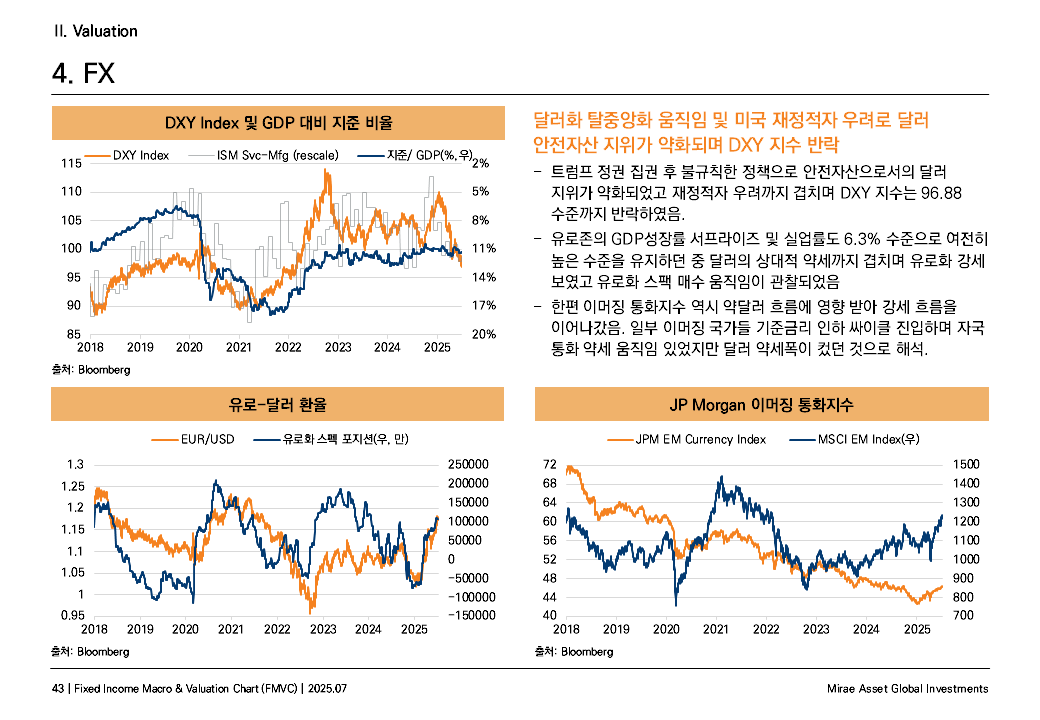 II. Valuation
4. FX
DXY Index 및 GDP 대비 지준 비율
DXY Index
ISM Svc-Mfg (rescale)
지준/ GDP(%,우)
115
110
105
100
95
90
85
2%
5%
8%
11%
14%
17%
20%
2018 2019 2020 2021 2022 2023 2024 2025
출처: Bloomberg
달러화 탈중앙화 움직임 및 미국 재정적자 우려로 달러
안전자산 지위가 약화되며 DXY 지수 반락
– 트럼프 정권 집권 후 불규칙한 정책으로 안전자산으로서의 달러
지위가 약화되었고 재정적자 우려까지 겹치며 DXY 지수는 96.88
수준까지 반락하였음.
– 유로존의 GDP성장률 서프라이즈 및 실업률도 6.3% 수준으로 여전히
높은 수준을 유지하던 중 달러의 상대적 약세까지 겹치며 유로화 강세
보였고 유로화 스팩 매수 움직임이 관찰되었음
– 한편 이머징 통화지수 역시 약달러 흐름에 영향 받아 강세 흐름을
이어나갔음. 일부 이머징 국가들 기준금리 인하 싸이클 진입하며 자국
통화 약세 움직임 있었지만 달러 약세폭이 컸던 것으로 해석.
유로-달러 환율
EUR/USD
유로화 스팩 포지션(우, 만)
1.3
1.25
1.2
1.15
1.1
1.05
1
0.95
250000
200000
150000
100000
50000
0
-50000
-100000
-150000
2018 2019 2020 2021 2022 2023 2024 2025
출처: Bloomberg
JP Morgan 이머징 통화지수
JPM EM Currency Index
MSCI EM Index(우)
72
68
64
60
56
52
48
44
40
1500
1400
1300
1200
1100
1000
900
800
700
2018 2019 2020 2021 2022 2023 2024 2025
출처: Bloomberg
43 | Fixed Income Macro & Valuation Chart (FMVC) | 2025.07
Mirae Asset Global Investments